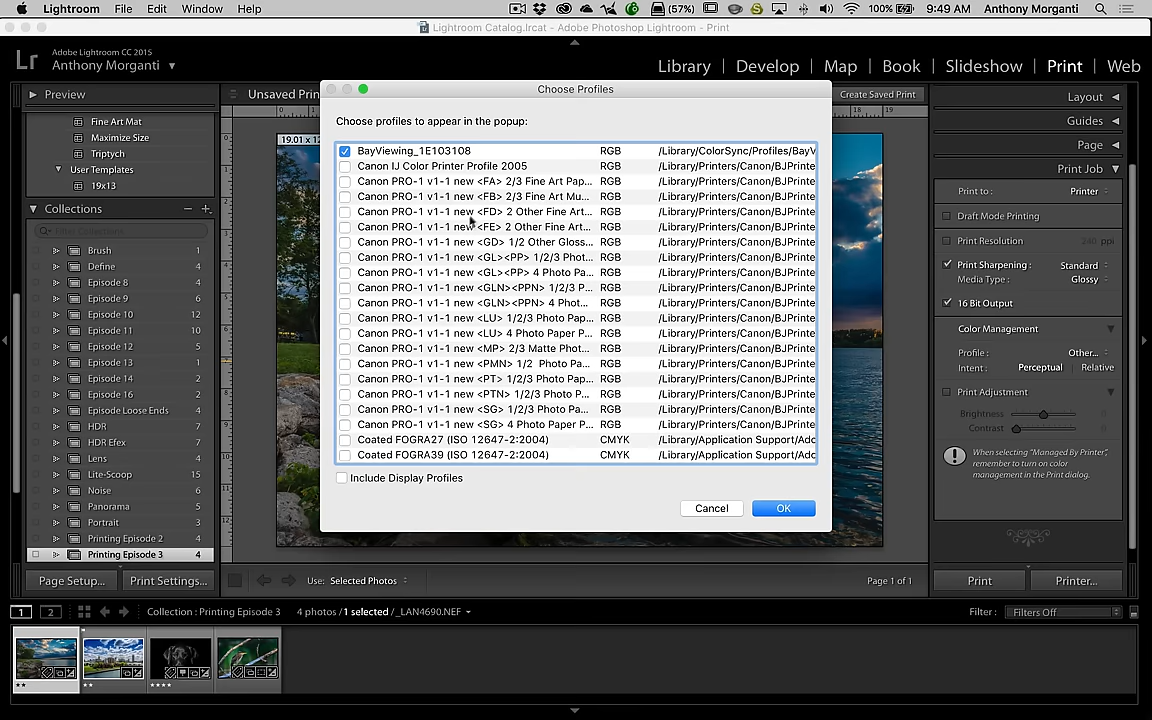 Lightroom File Edit Window Help (57%) 100% 9:49 AM Anthony Morganti
Lightroom Catalog.lrcat - Adobe Photoshop Lightroom - Print
Lr Adobe Lightroom CC 2015
Anthony Morganti
Library | Develop | Map | Book | Slideshow | Print | Web
Preview
Fine Art Mat
Maximize Size
Triptych
User Templates
19x13
Collections
Filter Collections
Brush 1
Define 4
Episode 8 4
Episode 9 6
Episode 10 12
Episode 11 10
Episode 12 5
Episode 13 1
Episode 14 2
Episode 16 2
Episode Loose Ends 4
HDR 7
HDR Efex 7
Lens 4
Lite-Scoop 15
Noise 6
Panorama 5
Portrait 3
Printing Episode 2 4
Printing Episode 3 4
Page Setup... Print Settings...
Unsaved Prin
Create Saved Print
19.01 x 12
Choose Profiles
Choose profiles to appear in the popup:
BayViewing_1E103108 RGB /Library/ColorSync/Profiles/BayV
Canon IJ Color Printer Profile 2005 RGB /Library/Printers/Canon/BJPrinte
Canon PRO-1 v1-1 new <FA> 2/3 Fine Art Pap... RGB /Library/Printers/Canon/BJPrinte
Canon PRO-1 v1-1 new <FB> 2/3 Fine Art Mu... RGB /Library/Printers/Canon/BJPrinte
Canon PRO-1 v1-1 new <FD> 2 Other Fine Art... RGB /Library/Printers/Canon/BJPrinte
Canon PRO-1 v1-1 new <FE> 2 Other Fine Art... RGB /Library/Printers/Canon/BJPrinte
Canon PRO-1 v1-1 new <GD> 1/2 Other Gloss... RGB /Library/Printers/Canon/BJPrinte
Canon PRO-1 v1-1 new <GL><PP> 1/2/3 Phot... RGB /Library/Printers/Canon/BJPrinte
Canon PRO-1 v1-1 new <GL><PP> 4 Photo Pa... RGB /Library/Printers/Canon/BJPrinte
Canon PRO-1 v1-1 new <GLN><PPN> 1/2/3 P... RGB /Library/Printers/Canon/BJPrinte
Canon PRO-1 v1-1 new <GLN><PPN> 4 Phot... RGB /Library/Printers/Canon/BJPrinte
Canon PRO-1 v1-1 new <LU> 1/2/3 Photo Pap... RGB /Library/Printers/Canon/BJPrinte
Canon PRO-1 v1-1 new <LU> 4 Photo Paper P... RGB /Library/Printers/Canon/BJPrinte
Canon PRO-1 v1-1 new <MP> 2/3 Matte Phot... RGB /Library/Printers/Canon/BJPrinte
Canon PRO-1 v1-1 new <PMN> 1/2 Photo Pa... RGB /Library/Printers/Canon/BJPrinte
Canon PRO-1 v1-1 new <PT> 1/2/3 Photo Pap... RGB /Library/Printers/Canon/BJPrinte
Canon PRO-1 v1-1 new <PTN> 1/2/3 Photo P... RGB /Library/Printers/Canon/BJPrinte
Canon PRO-1 v1-1 new <SG> 1/2/3 Photo Pa... RGB /Library/Printers/Canon/BJPrinte
Canon PRO-1 v1-1 new <SG> 4 Photo Paper P... RGB /Library/Printers/Canon/BJPrinte
Coated FOGRA27 (ISO 12647-2:2004) CMYK /Library/Application Support/Adc
Coated FOGRA39 (ISO 12647-2:2004) CMYK /Library/Application Support/Adc
Include Display Profiles
Cancel OK
Layout
Guides
Page
Print Job
Print to: Printer
Draft Mode Printing
Print Resolution 240 ppi
Print Sharpening: Standard
Media Type: Glossy
16 Bit Output
Color Management
Profile: Other...
Intent: Perceptual Relative
Print Adjustment
Brightness 0
Contrast 0
When selecting "Managed By Printer", remember to turn on color management in the Print dialog.
Print Printer...
Use: Selected Photos Page 1 of 1
1 2 Collection : Printing Episode 3 4 photos / 1 selected / _LAN4690.NEF Filter : Filters Off